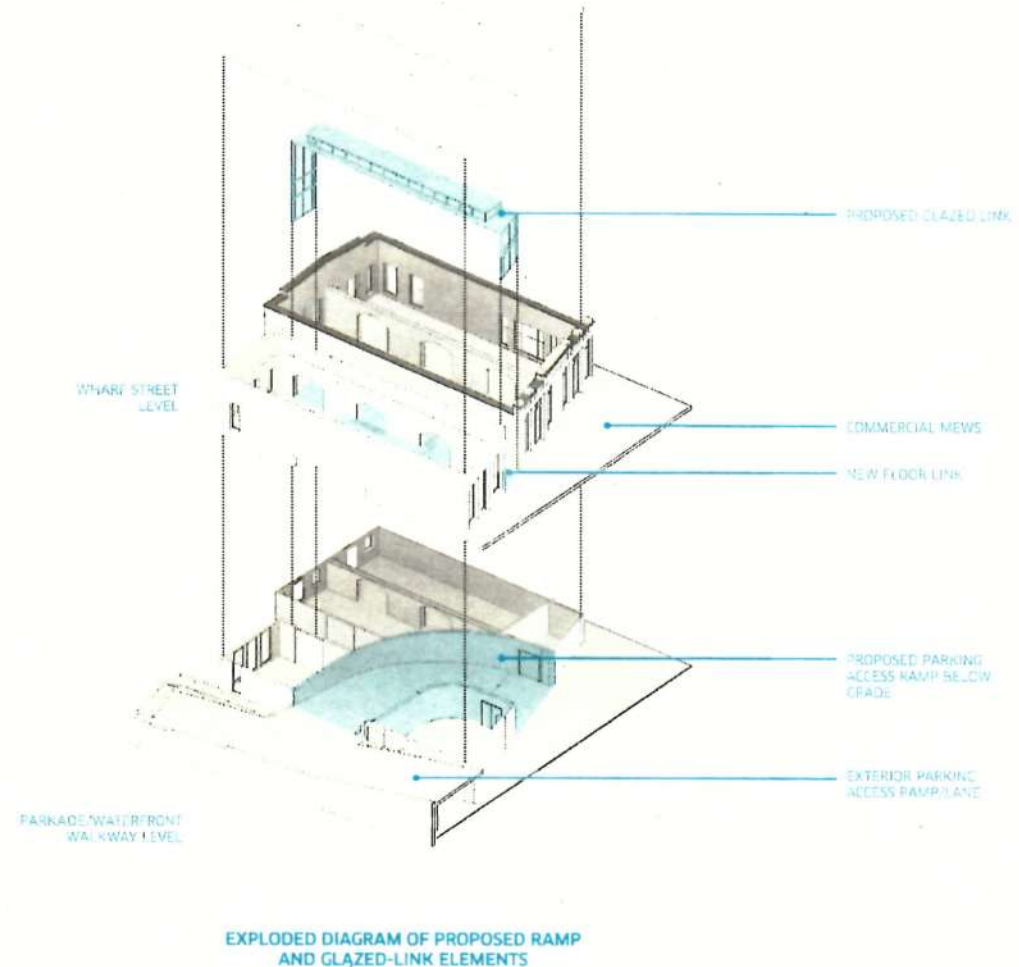 PROPOSED GLAZED LINK
WHARF STREET
LEVEL
COMMERCIAL MEWS
NEW FLOOR LINK
PROPOSED PARKING
ACCESS RAMP BELOW
GRADE
EXTERIOR PARKING
ACCESS RAMP/LANE
PARKADE/WATERFRONT
WALKWAY LEVEL
EXPLODED DIAGRAM OF PROPOSED RAMP
AND GLAZED-LINK ELEMENTS